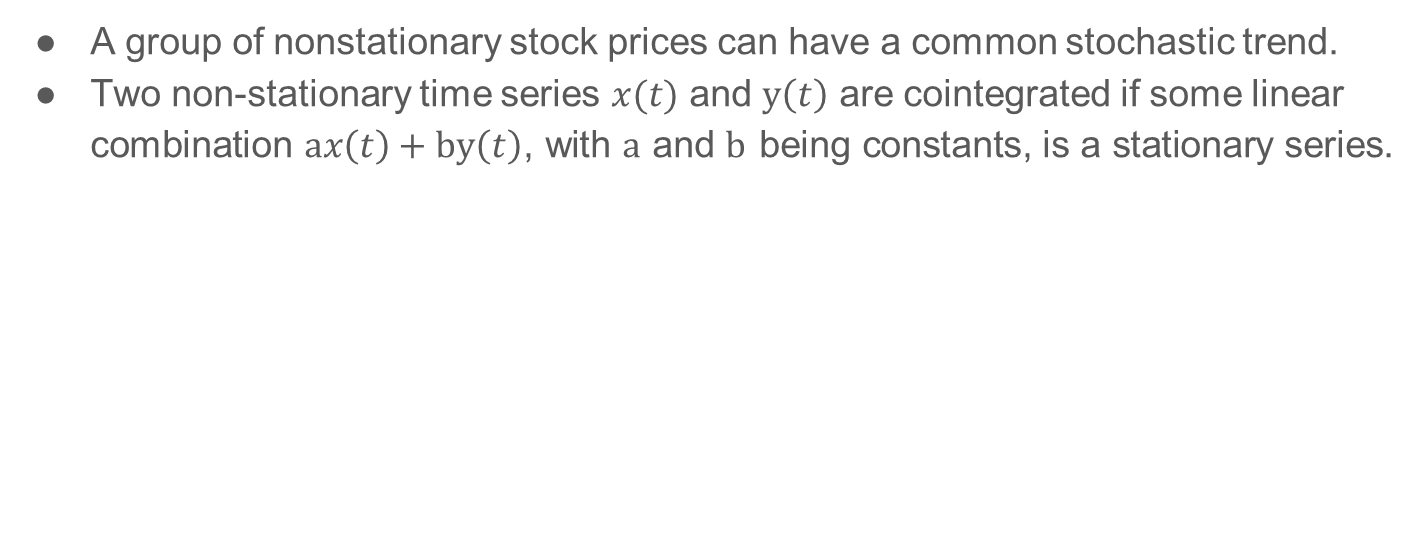 ● A group of nonstationary stock prices can have a common stochastic trend.
● Two non-stationary time series x(t) and y(t) are cointegrated if some linear
combination ax(t) + by(t), with a and b being constants, is a stationary series.